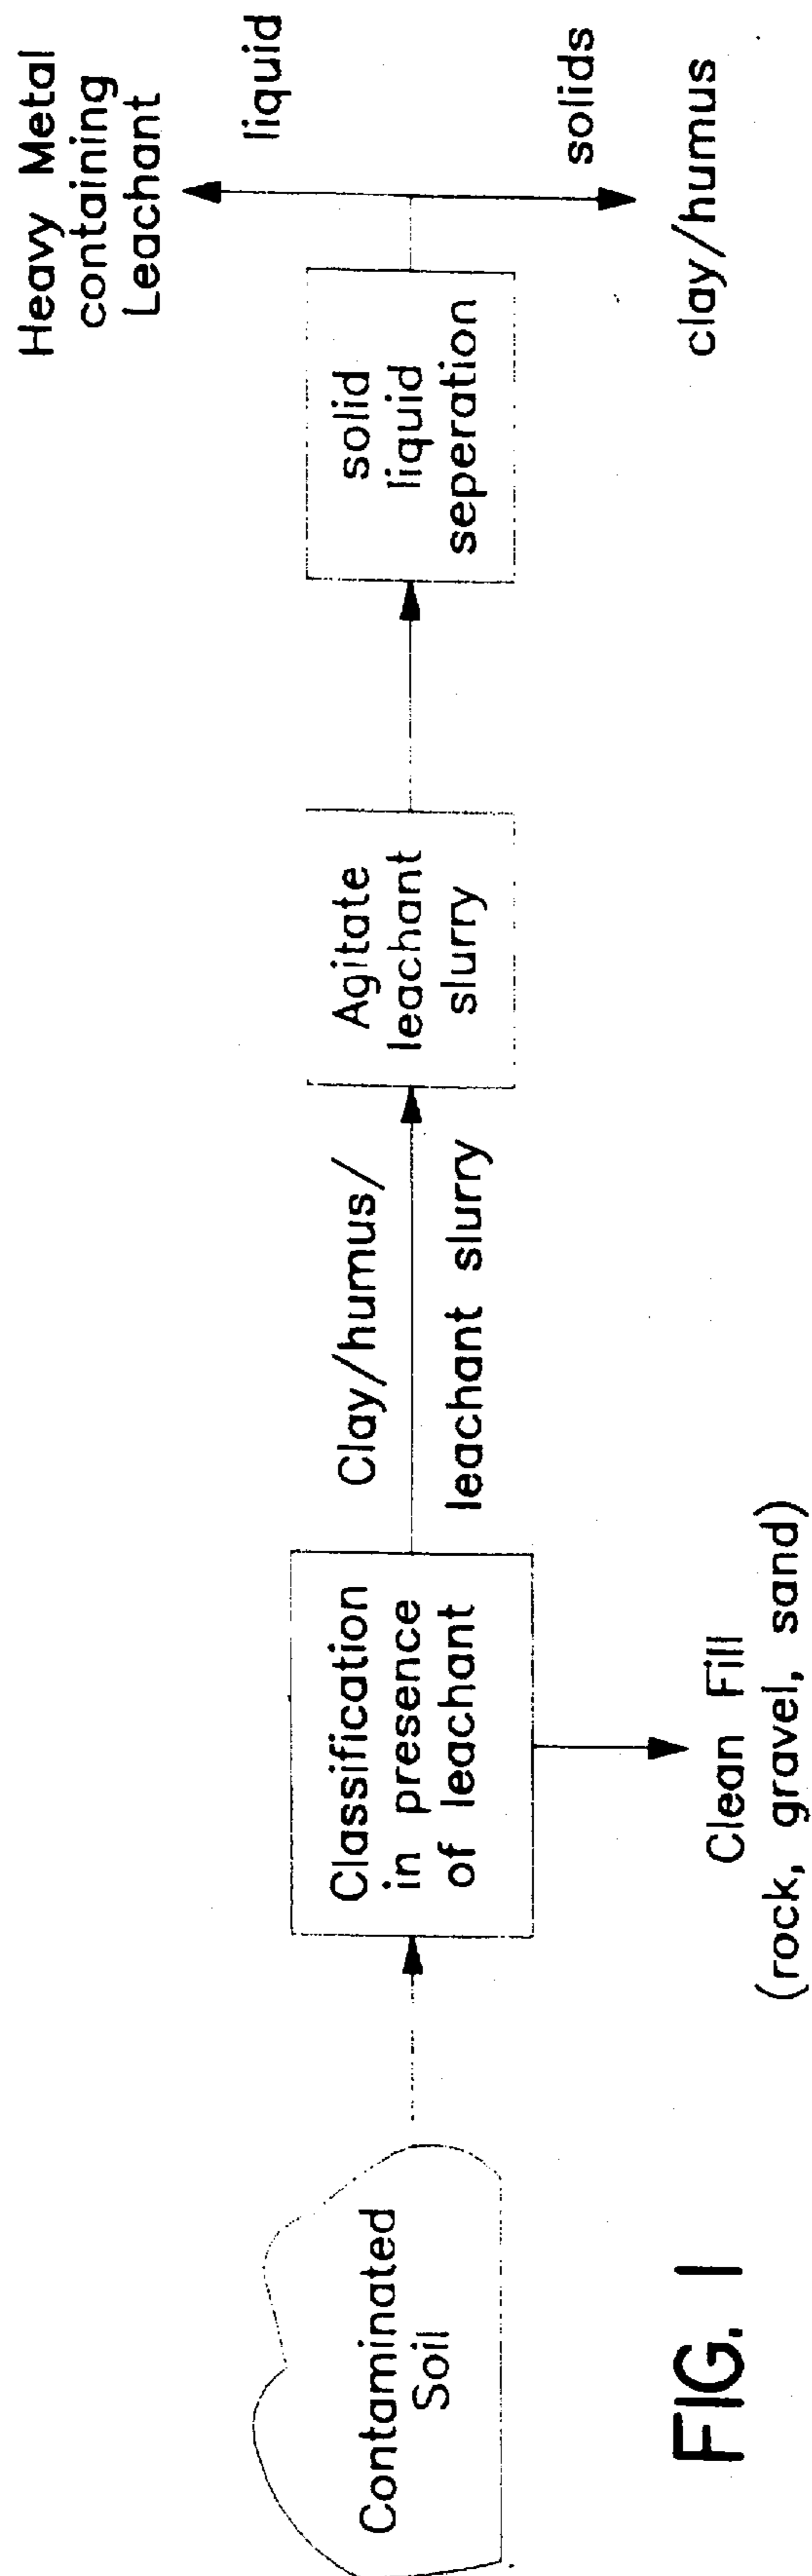 Contaminated
Soil
Classification
in presence
of leachant
Clean Fill
(rock, gravel, sand)
Clay/humus/
leachant slurry
Agitate
leachant
slurry
solid
liquid
seperation
Heavy Metal
containing
Leachant
liquid
solids
clay/humus
FIG. 1